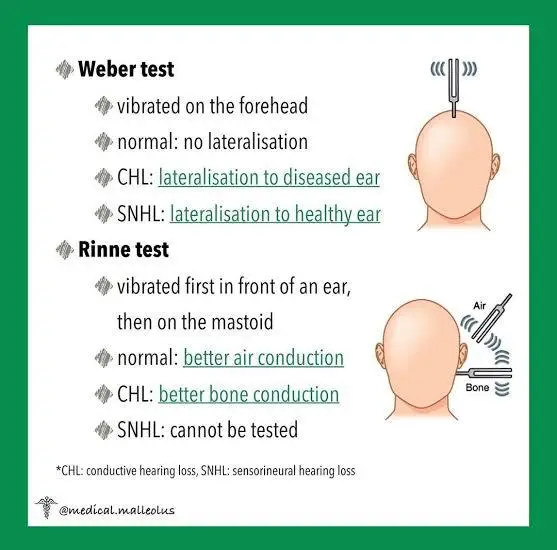 Weber test
vibrated on the forehead
normal: no lateralisation
CHL: lateralisation to diseased ear
SNHL: lateralisation to healthy ear
Rinne test
vibrated first in front of an ear,
then on the mastoid
normal: better air conduction
CHL: better bone conduction
SNHL: cannot be tested
Air
Bone
*CHL: conductive hearing loss, SNHL: sensorineural hearing loss
@medical.malleolus